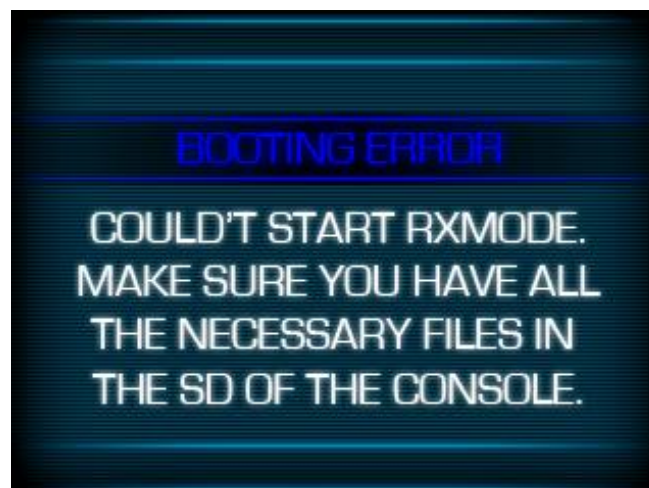 BOOTING ERROR
COULD'T START RXMODE.
MAKE SURE YOU HAVE ALL
THE NECESSARY FILES IN
THE SD OF THE CONSOLE.